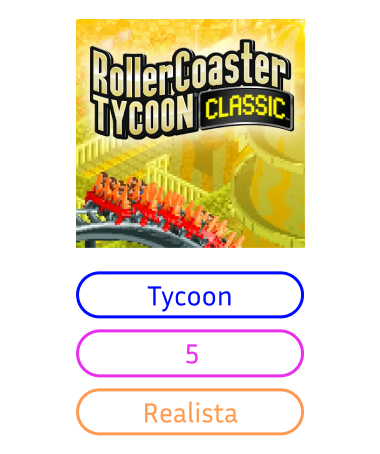 RollerCoaster
TYCOON CLASSIC
Tycoon
5
Realista